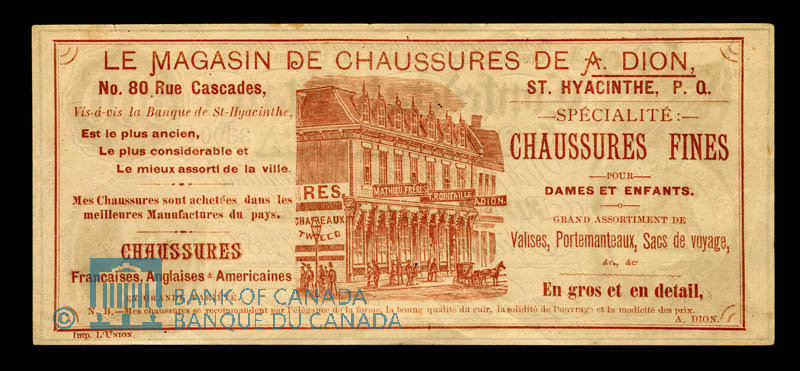 LE MAGASIN DE CHAUSSURES DE A. DION,
No. 80 Rue Cascades,
Vis-à-vis la Banque de St-Hyacinthe,
Est le plus ancien,
Le plus considerable et
Le mieux assorti de la ville.
Mes Chaussures sont achetées dans les
meilleures Manufactures du pays.
CHAUSSURES
Francaises, Anglaises & Americaines
EN GRANDE VARIÉTÉ.
RES.
CHAPEAUX
TWEED
MATHIEU FRÈRES
T. ROBITAILLE
A. DION.
ST. HYACINTHE, P. Q.
SPÉCIALITÉ:
CHAUSSURES FINES
POUR
DAMES ET ENFANTS.
GRAND ASSORTIMENT DE
Valises, Portemanteaux, Sacs de voyage,
&c., &c
En gros et en detail,
N. B.—Mes chaussures se recommandent par l'élégance de la forme, la bonne qualité du cuir, la solidité de l'ouvrage et la modicité des prix.
A. DION.
Imp. L'UNION.
© BANK OF CANADA
BANQUE DU CANADA